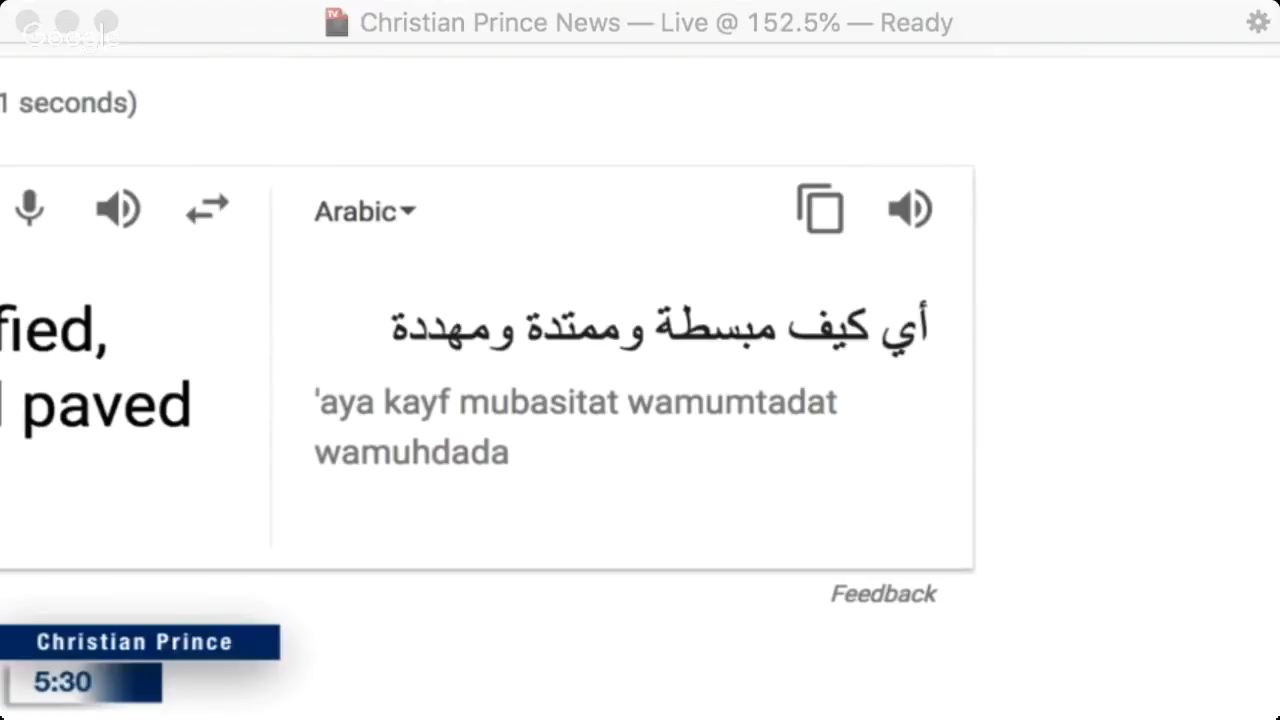 Christian Prince News — Live @ 152.5% — Ready
Google
1 seconds)
Arabic
fied,
paved
أي كيف مبسطة وممتدة ومهددة
'aya kayf mubasitat wamumtadat
wamuhdada
Feedback
Christian Prince
5:30